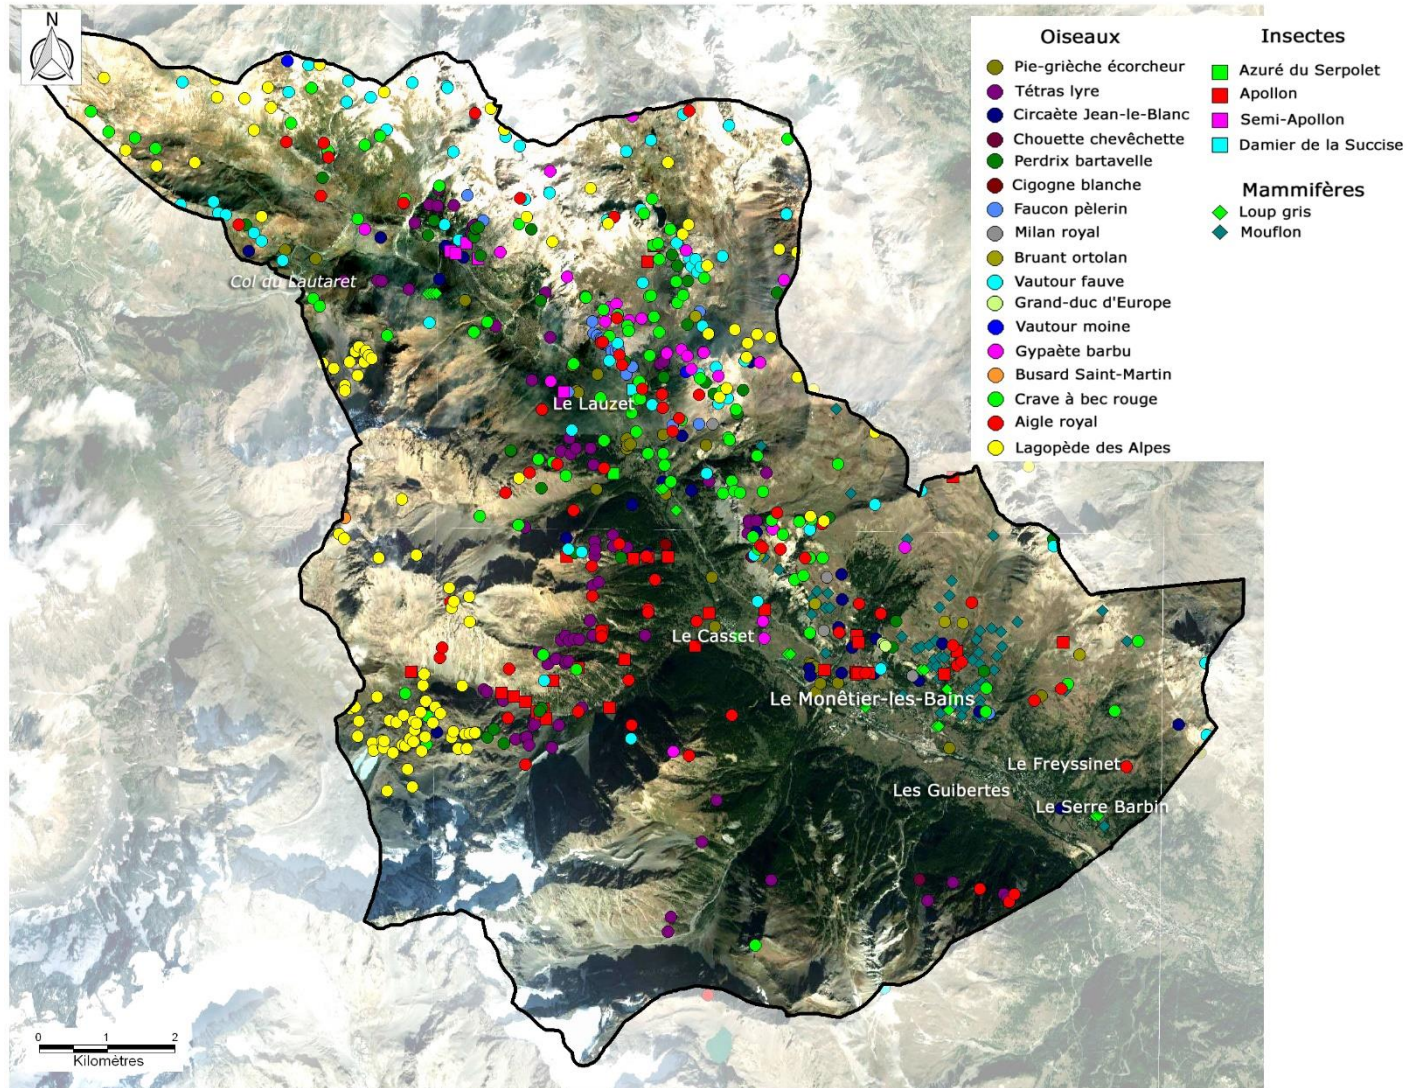 N
Oiseaux
Pie-grièche écorcheur
Tétras lyre
Circaète Jean-le-Blanc
Chouette chevêchette
Perdrix bartavelle
Cigogne blanche
Faucon pèlerin
Milan royal
Bruant ortolan
Vautour fauve
Grand-duc d'Europe
Vautour moine
Gypaète barbu
Busard Saint-Martin
Crave à bec rouge
Aigle royal
Lagopède des Alpes
Insectes
Azuré du Serpolet
Apollon
Semi-Apollon
Damier de la Succise
Mammifères
Loup gris
Mouflon
Col du Lautaret
Le Lauzet
Le Casset
Le Monêtier-les-Bains
Le Freyssinet
Les Guibertes
Le Serre Barbin
0 1 2
Kilomètres